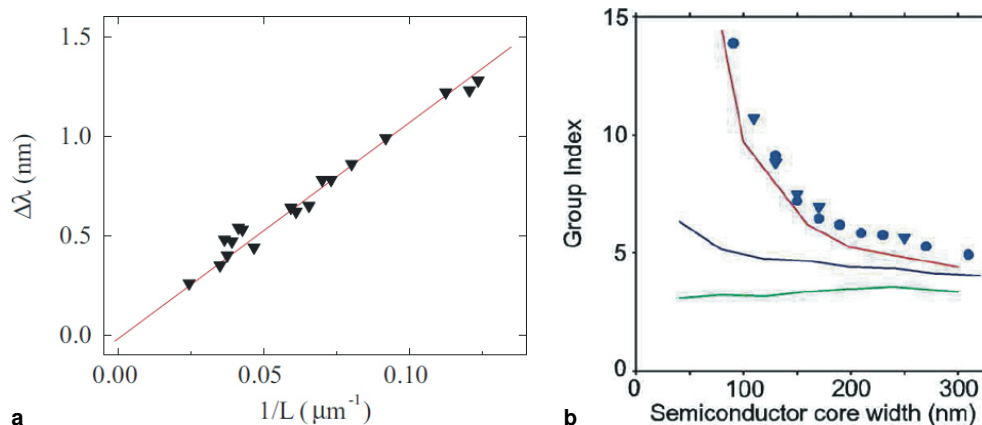 1.5
1.0
0.5
0.0
Δλ (nm)
0.00
0.05
0.10
1/L (μm⁻¹)
a
15
10
5
0
Group Index
0
100
200
300
Semiconductor core width (nm)
b